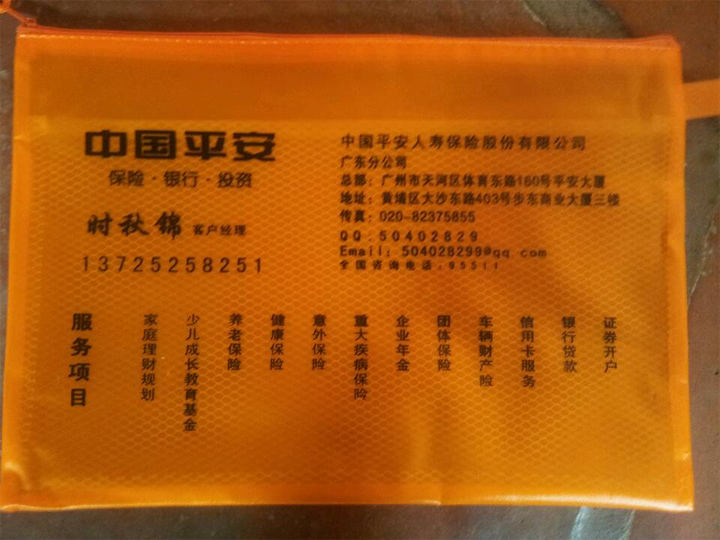 中国平安
保险·银行·投资
时秋锦 客户经理
13725258251
中国平安人寿保险股份有限公司
广东分公司
总部：广州市天河区体育东路160号平安大厦
地址：黄埔区大沙东路403号步东商业大厦三楼
传真：020-82375855
QQ:50402829
Email：504028299@qq.com
全国咨询电话:95511
服务项目
家庭理财规划
少儿成长教育基金
养老保险
健康保险
意外保险
重大疾病保险
企业年金
团体保险
车辆财产险
信用卡服务
银行贷款
证券开户